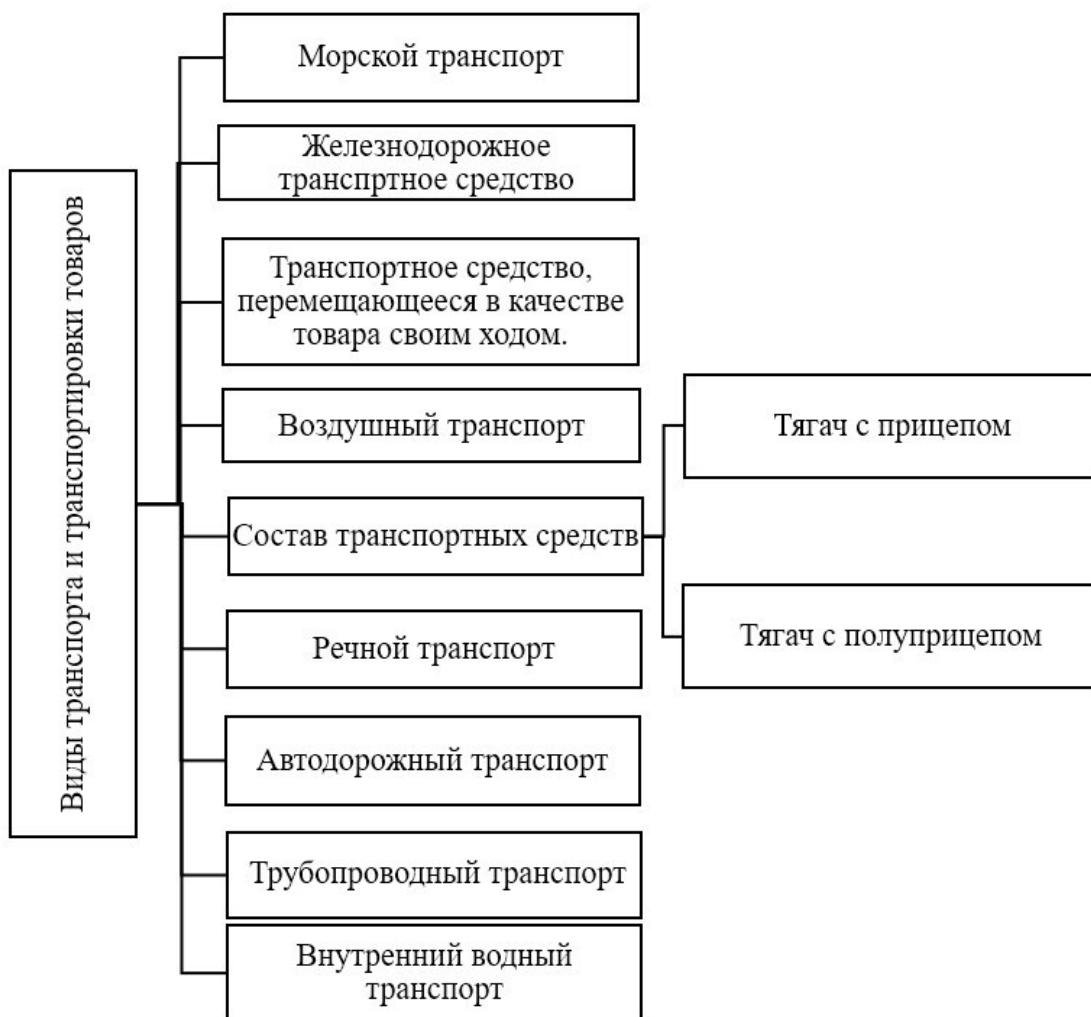 Виды транспорта и транспортировки товаров
Морской транспорт
Железнодорожное
транспртное средство
Транспортное средство,
перемещающееся в качестве
товара своим ходом.
Воздушный транспорт
Состав транспортных средств
Тягач с прицепом
Тягач с полуприцепом
Речной транспорт
Автодорожный транспорт
Трубопроводный транспорт
Внутренний водный
транспорт